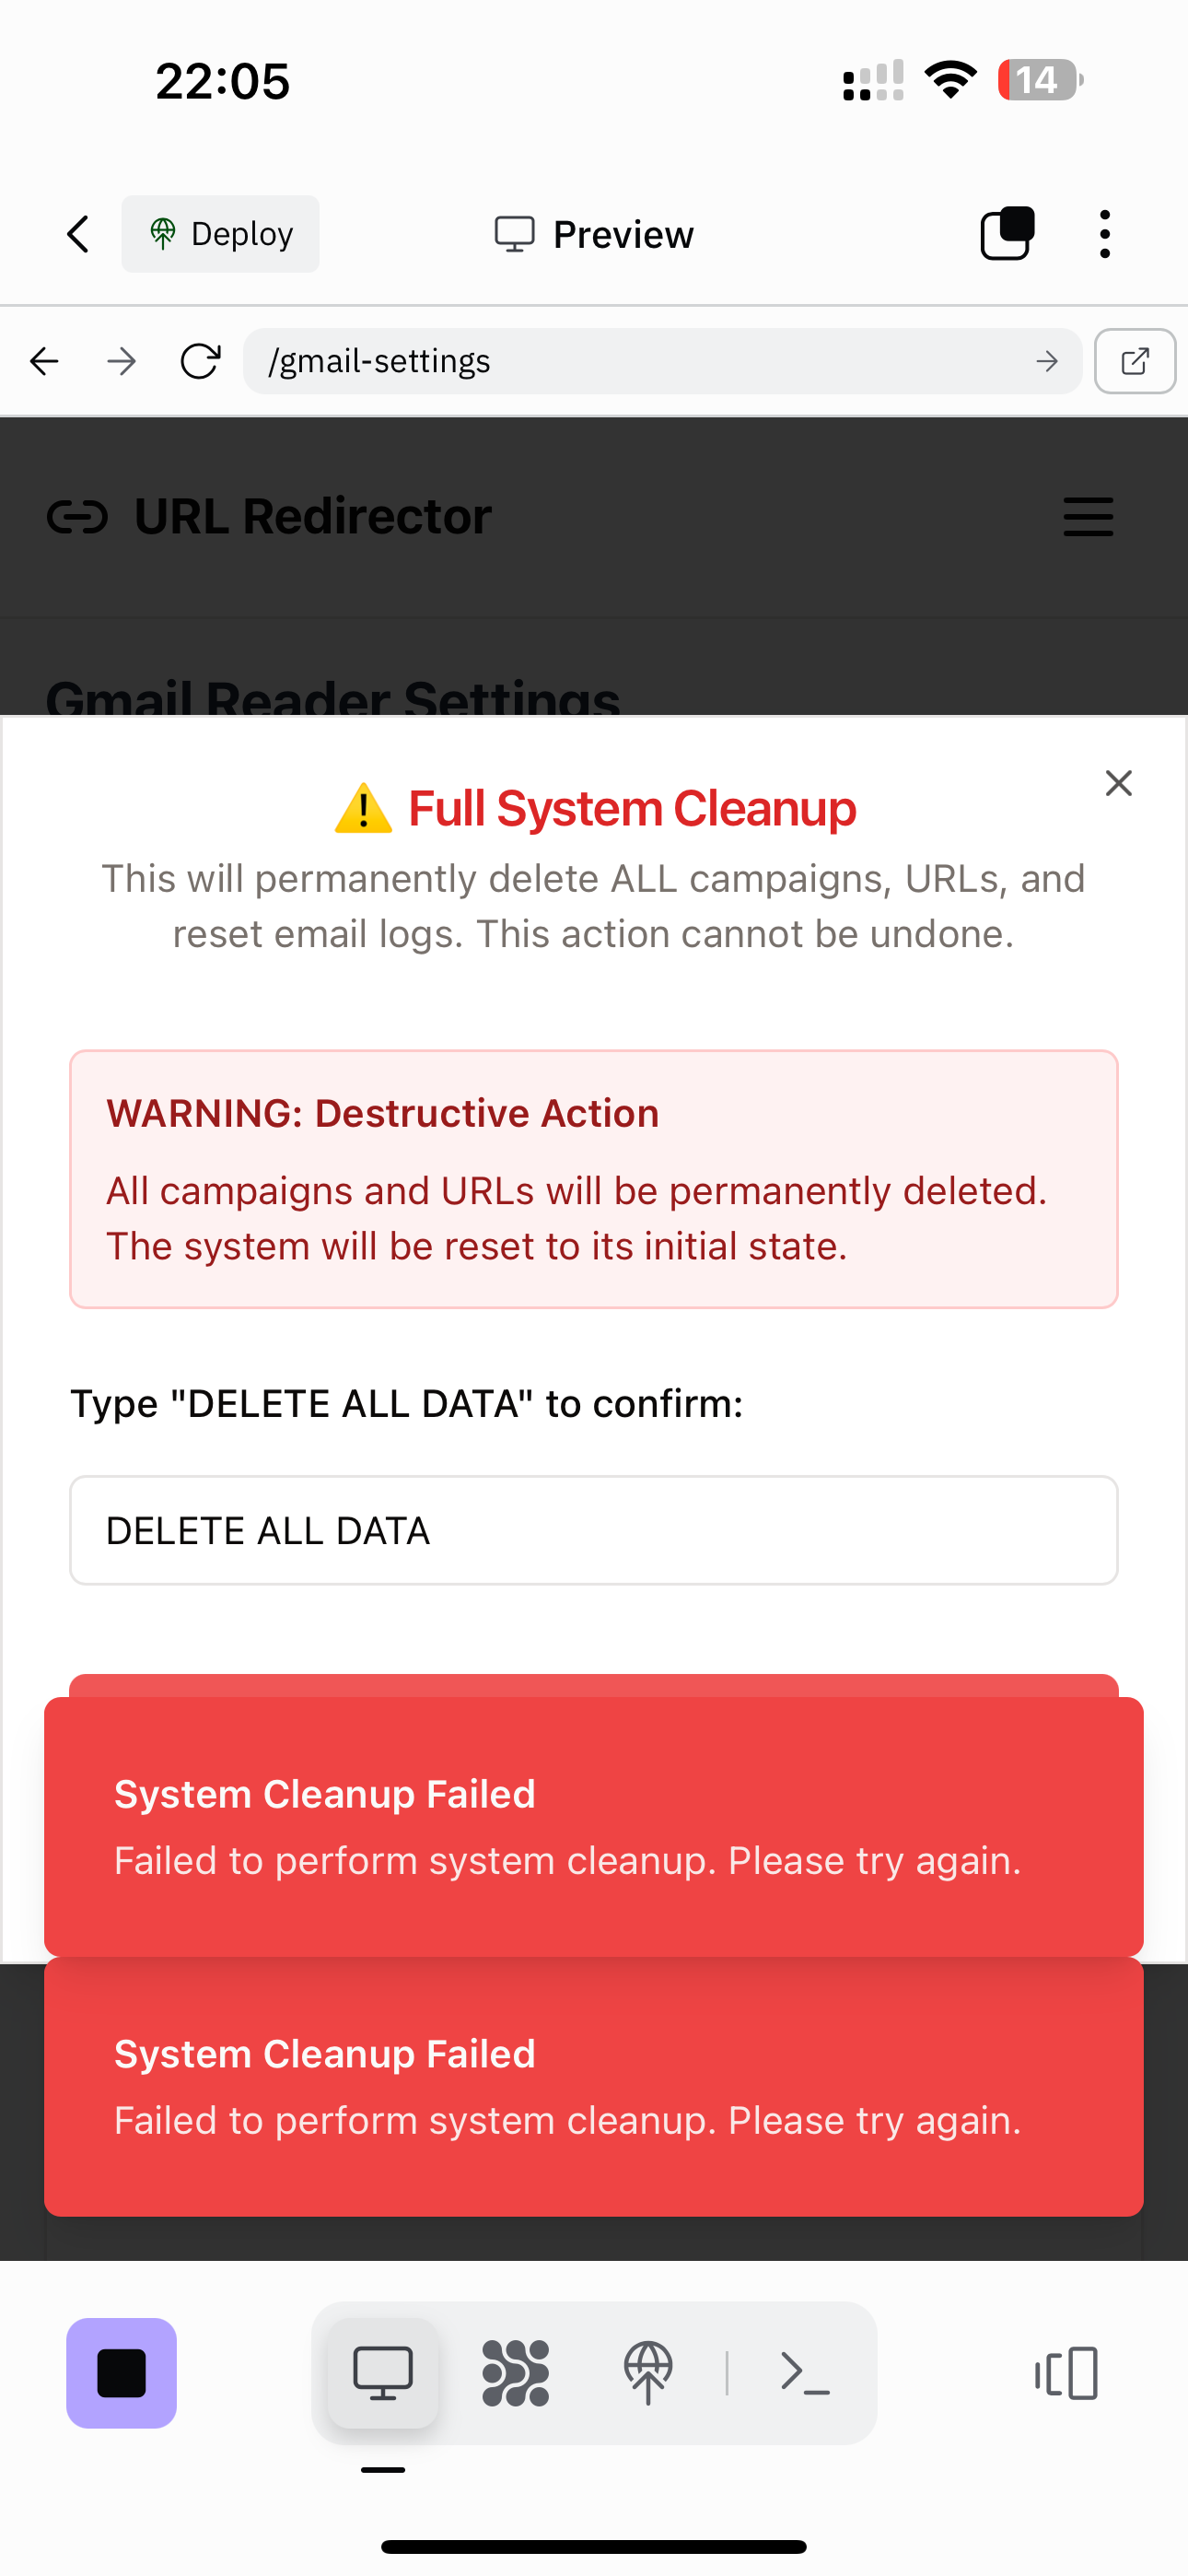 22:05
14
Deploy
Preview
/gmail-settings
URL Redirector
Gmail Reader Settings
⚠️ Full System Cleanup
This will permanently delete ALL campaigns, URLs, and
reset email logs. This action cannot be undone.
WARNING: Destructive Action
All campaigns and URLs will be permanently deleted.
The system will be reset to its initial state.
Type "DELETE ALL DATA" to confirm:
DELETE ALL DATA
System Cleanup Failed
Failed to perform system cleanup. Please try again.
System Cleanup Failed
Failed to perform system cleanup. Please try again.